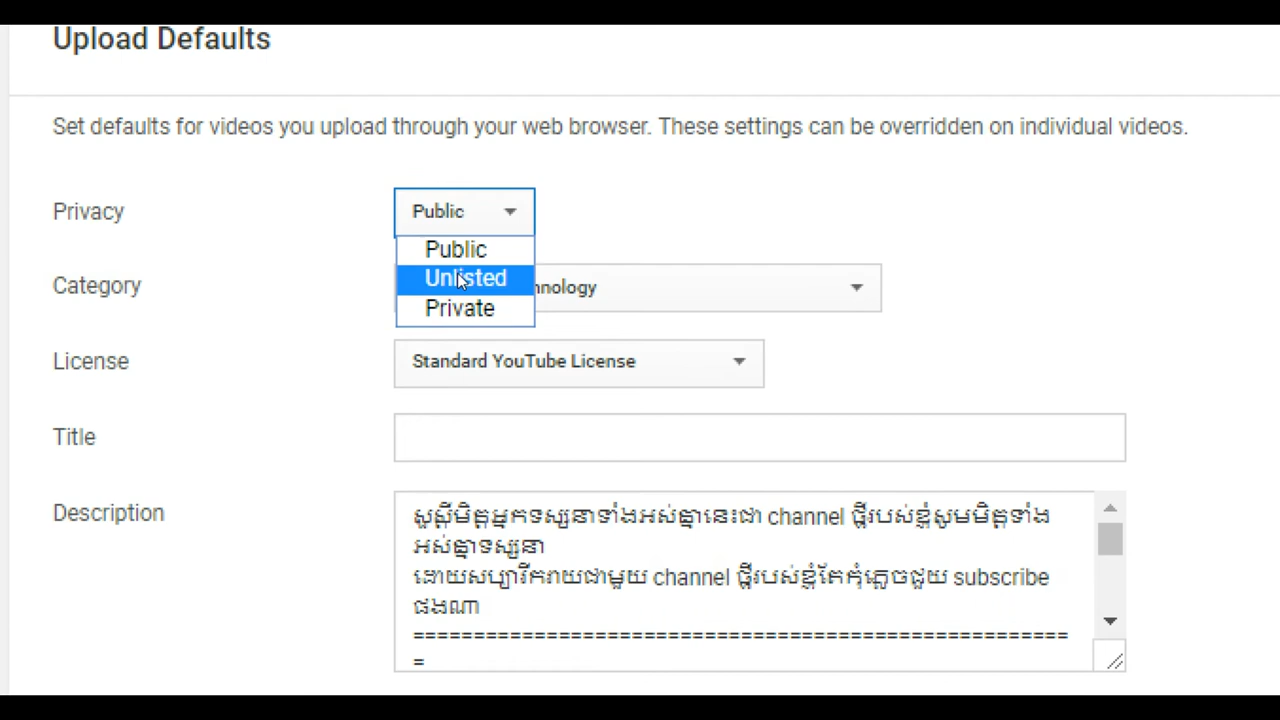 Upload Defaults
Set defaults for videos you upload through your web browser. These settings can be overridden on individual videos.
Privacy
Public
Public
Unlisted
Private
Category
nology
License
Standard YouTube License
Title
Description
សួស្តីមិត្តអ្នកទស្សនាទាំងអស់គ្នានេះជា channel ថ្មីរបស់ខ្ញុំសូមមិត្តទាំង
អស់គ្នាទស្សនា
ដោយសប្បារីករាយជាមួយ channel ថ្មីរបស់ខ្ញុំតែកុំភ្លេចជួយ subscribe
ផងណា
======================================================
=